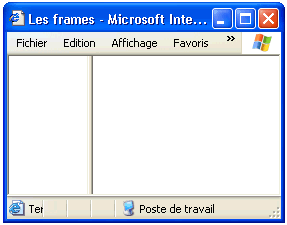 Les frames - Microsoft Inte...
Fichier Edition Affichage Favoris »
Ter Poste de travail